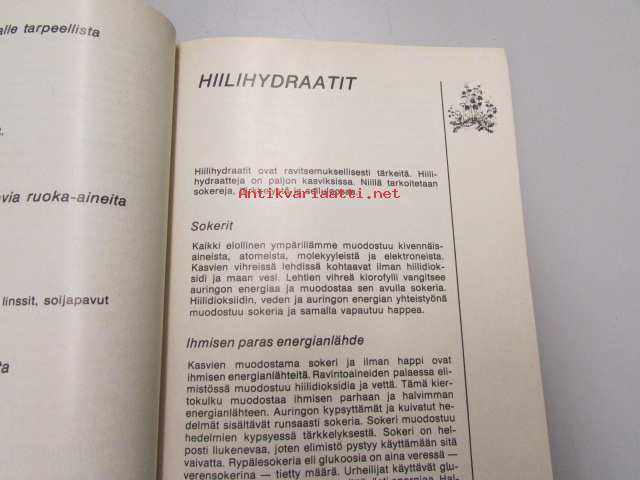 alle tarpeellista
via ruoka-aineita
linssit, soijapavut
ta
HIILIHYDRAATIT
Hiilihydraatit ovat ravitsemuksellisesti tärkeitä. Hiili-
hydraatteja on paljon kasviksissa. Niillä tarkoitetaan
sokereja,
Antikvariaatti.net
Sokerit
Kaikki elollinen ympärillämme muodostuu kivennäis-
aineista, atomeista, molekyyleistä ja elektroneista.
Kasvien vihreissä lehdissä kohtaavat ilman hiilidiok-
sidi ja maan vesi. Lehtien vihreä klorofylli vangitsee
auringon energiaa ja muodostaa sen avulla sokeria.
Hiilidioksidin, veden ja auringon energian yhteistyönä
muodostuu sokeria ja samalla vapautuu happea.
Ihmisen paras energianlähde
Kasvien muodostama sokeri ja ilman happi ovat
ihmisen energianlähteitä. Ravintoaineiden palaessa eli-
mistössä muodostuu hiilidioksidia ja vettä. Tämä kier-
tokulku muodostaa ihmisen parhaan ja halvimman
energianlähteen. Auringon kypsyttämät ja kuivatut he-
delmät sisältävät runsaasti sokeria. Sokeri muodostuu
hedelmien kypsyessä tärkkelyksestä. Sokeri on hel-
posti liukenevaa, joten elimistö pystyy käyttämään sitä
vaivatta. Rypälesokeria eli glukoosia on aina veressä —
verensokerina — tietty määrä. Urheilijat käyttävät glu-